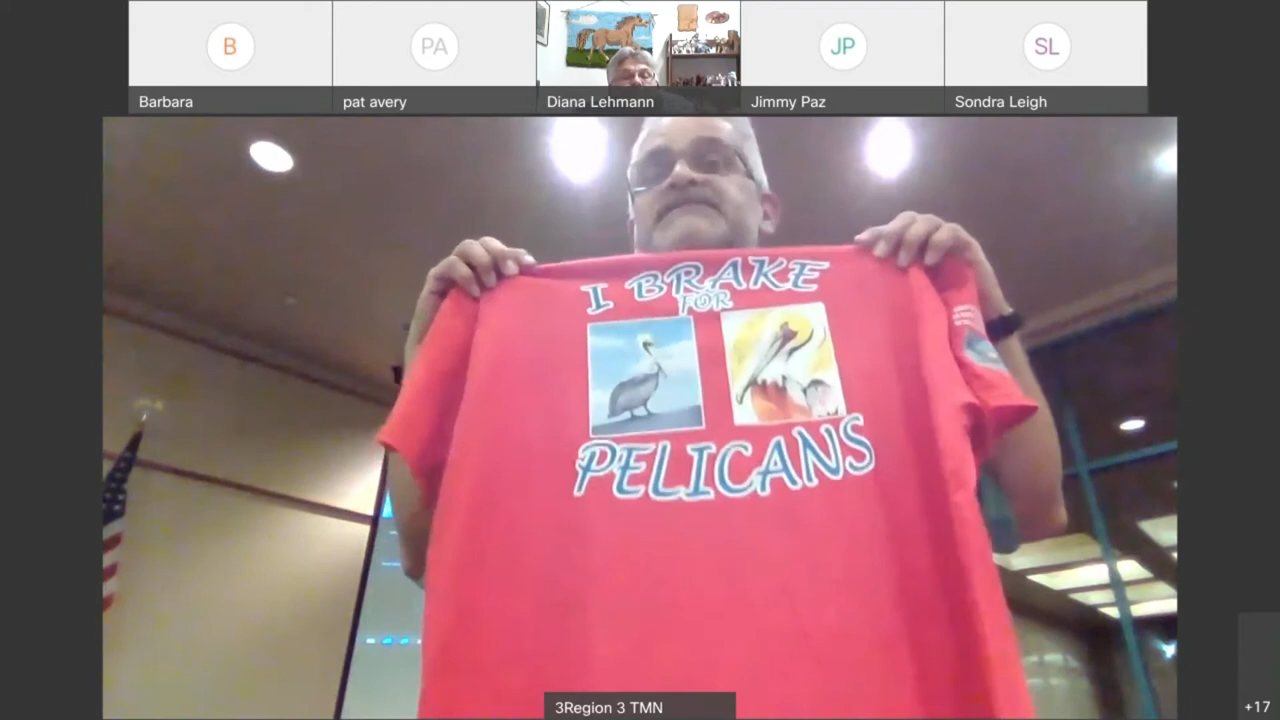 B
PA
JP
SL
Barbara
pat avery
Diana Lehmann
Jimmy Paz
Sondra Leigh
I BRAKE
FOR
PELICANS
3Region 3 TMN
+17